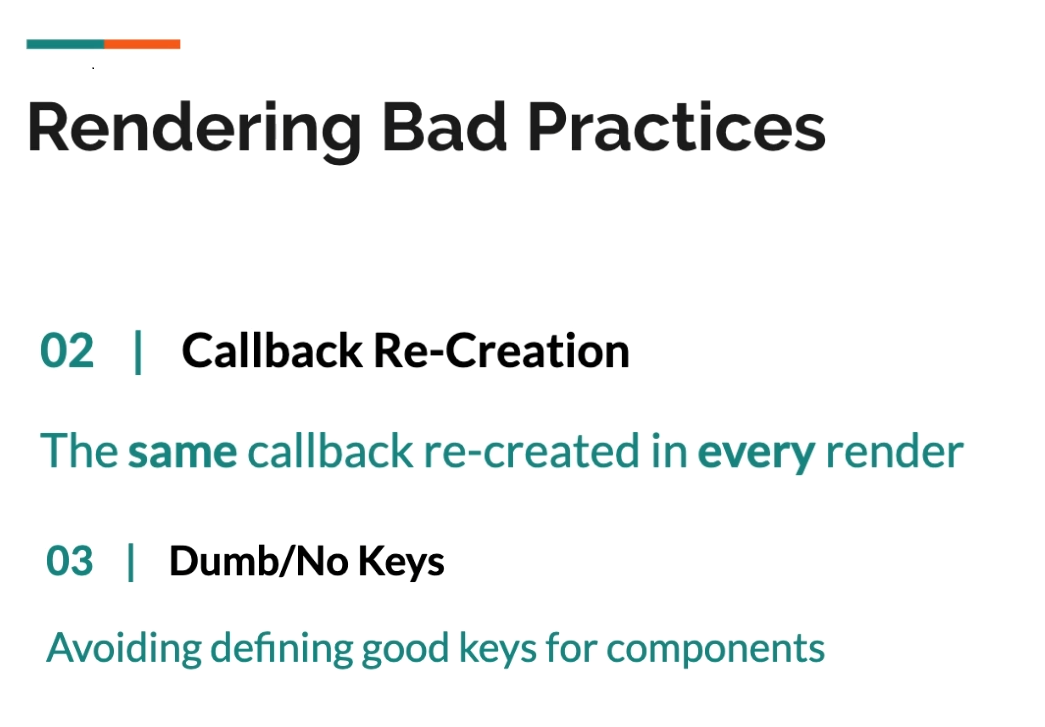 Rendering Bad Practices
02 | Callback Re-Creation
The same callback re-created in every render
03 | Dumb/No Keys
Avoiding defining good keys for components